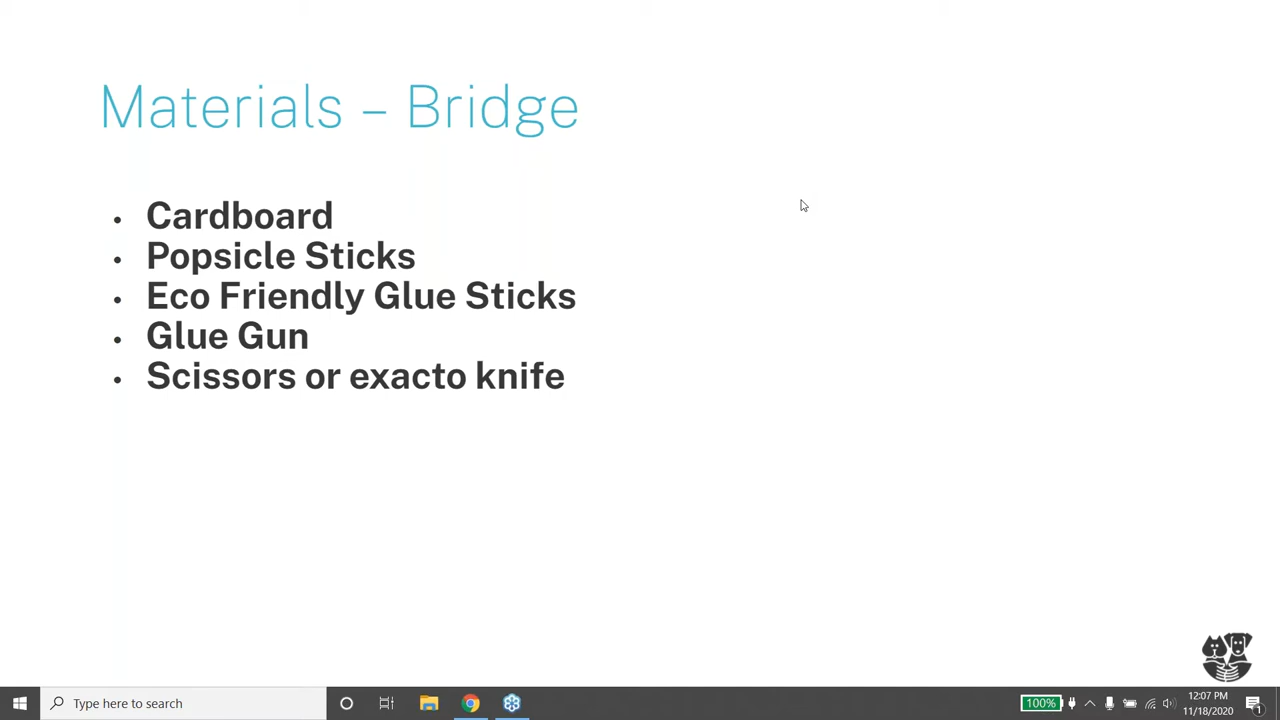 Materials – Bridge
• Cardboard
• Popsicle Sticks
• Eco Friendly Glue Sticks
• Glue Gun
• Scissors or exacto knife
Type here to search
100%
12:07 PM
11/18/2020
1